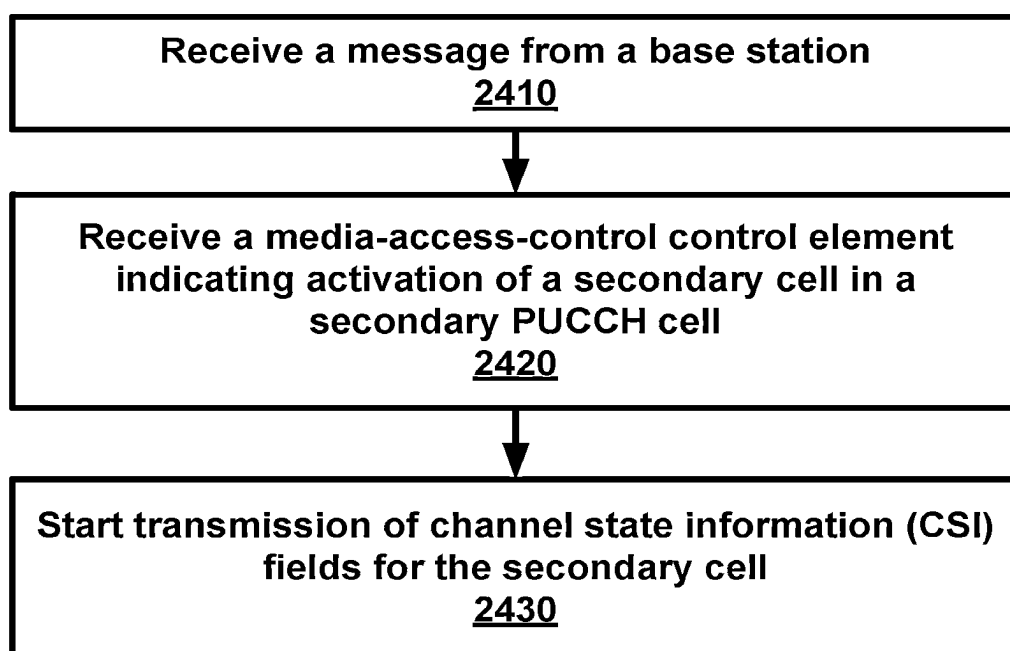 Receive a message from a base station
2410
Receive a media-access-control control element
indicating activation of a secondary cell in a
secondary PUCCH cell
2420
Start transmission of channel state information (CSI)
fields for the secondary cell
2430